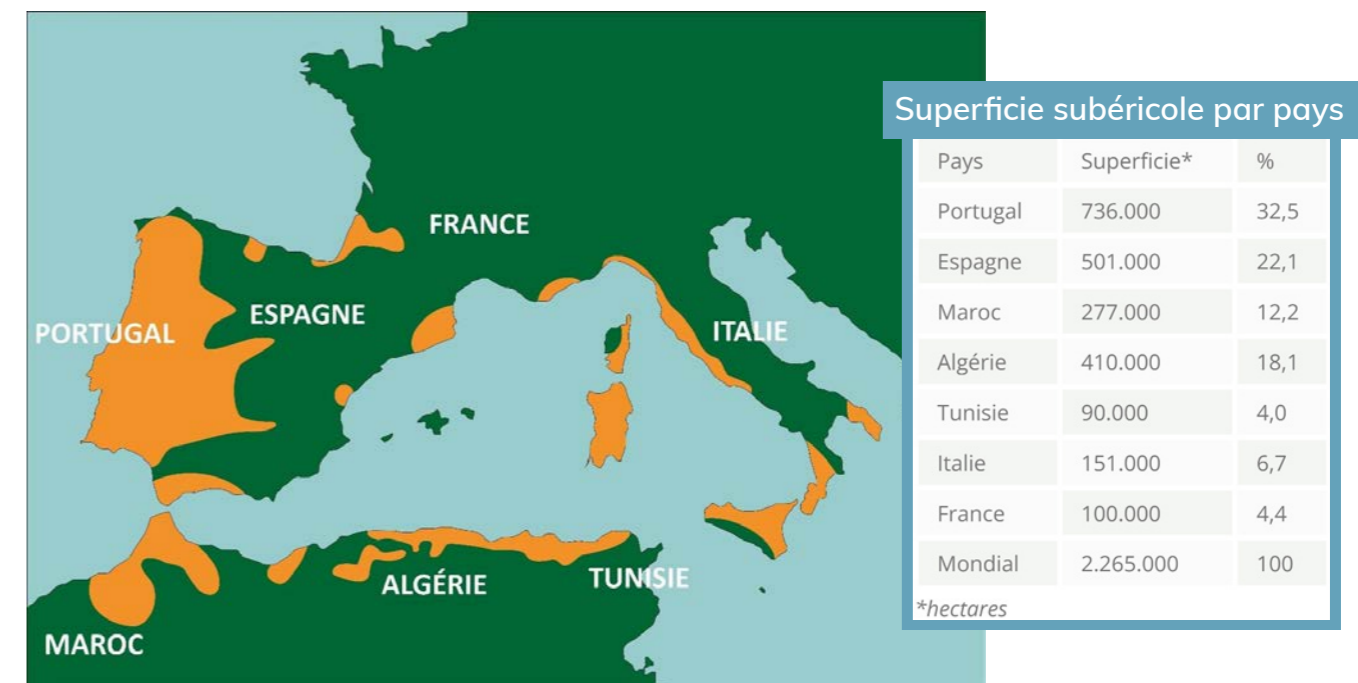 FRANCE
ESPAGNE
PORTUGAL
ITALIE
ALGÉRIE
TUNISIE
MAROC
Superficie subéricole par pays
Pays Superficie* %
Portugal 736.000 32,5
Espagne 501.000 22,1
Maroc 277.000 12,2
Algérie 410.000 18,1
Tunisie 90.000 4,0
Italie 151.000 6,7
France 100.000 4,4
Mondial 2.265.000 100
*hectares